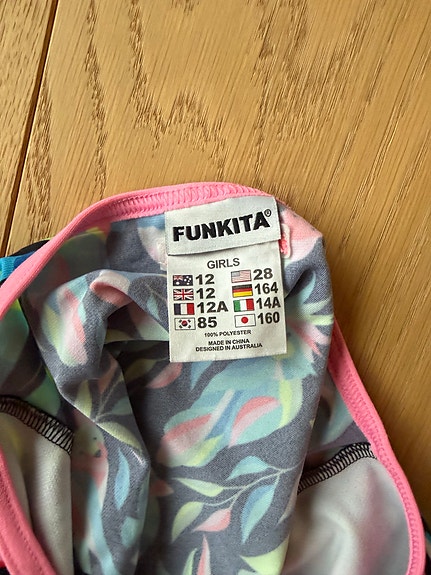 FUNKITA®
GIRLS
12 28
12 164
12A 14A
85 160
100% POLYESTER
MADE IN CHINA
DESIGNED IN AUSTRALIA